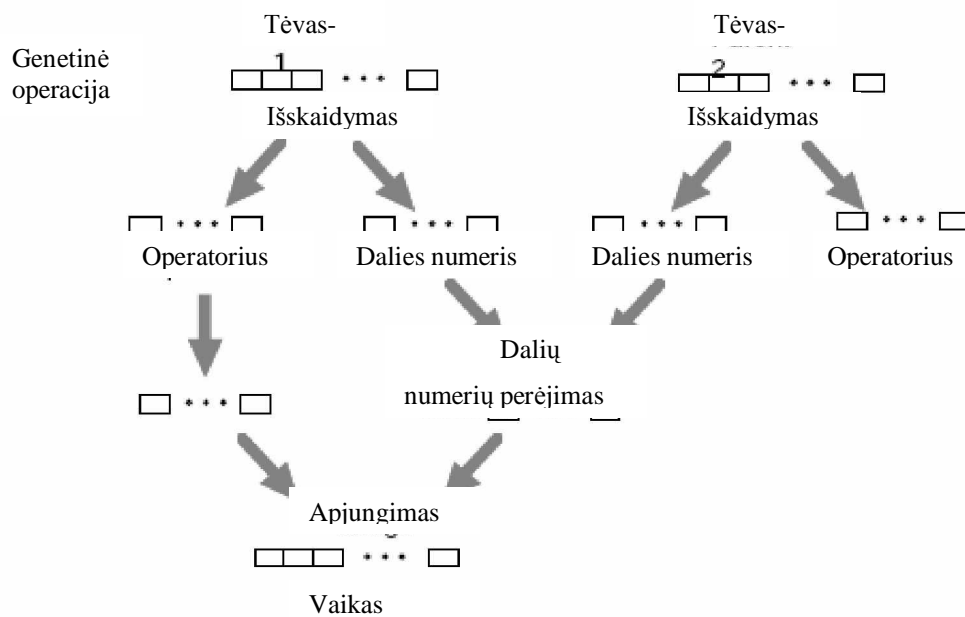 Genetinė
operacija
Tėvas-
1
Tėvas-
2
Išskaidymas
Išskaidymas
Operatorius
Dalies numeris
Dalies numeris
Operatorius
Dalių
numerių perėjimas
Apjungimas
Vaikas